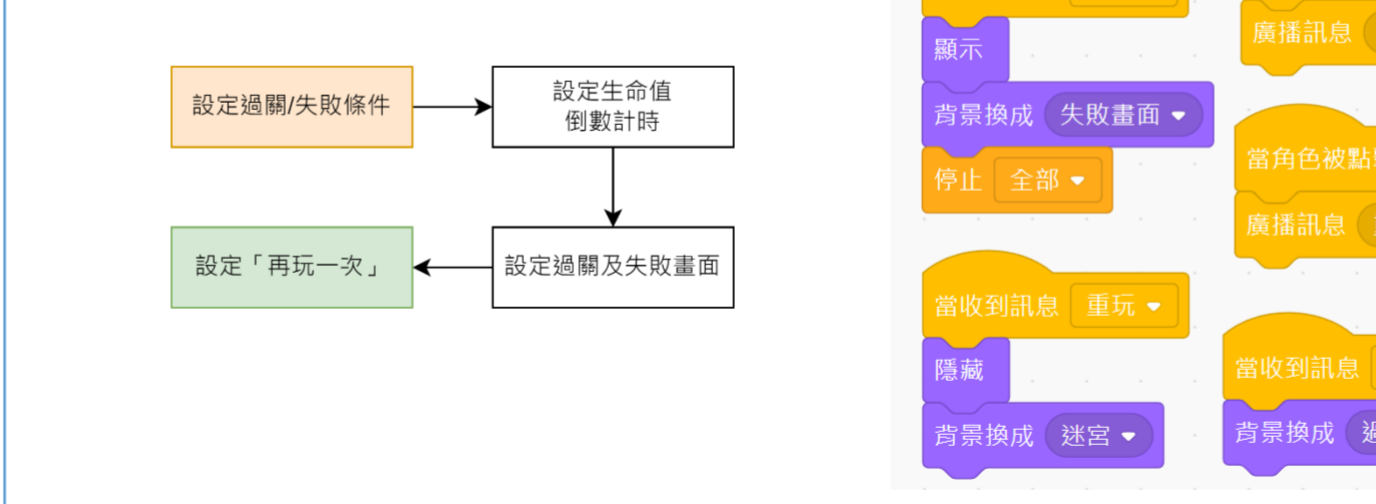 設定過關/失敗條件
設定生命值
倒數計時
設定過關及失敗畫面
設定「再玩一次」
顯示
背景換成 失敗畫面
停止 全部
當收到訊息 重玩
隱藏
背景換成 迷宮
廣播訊息
當角色被點
廣播訊息
當收到訊息
背景換成